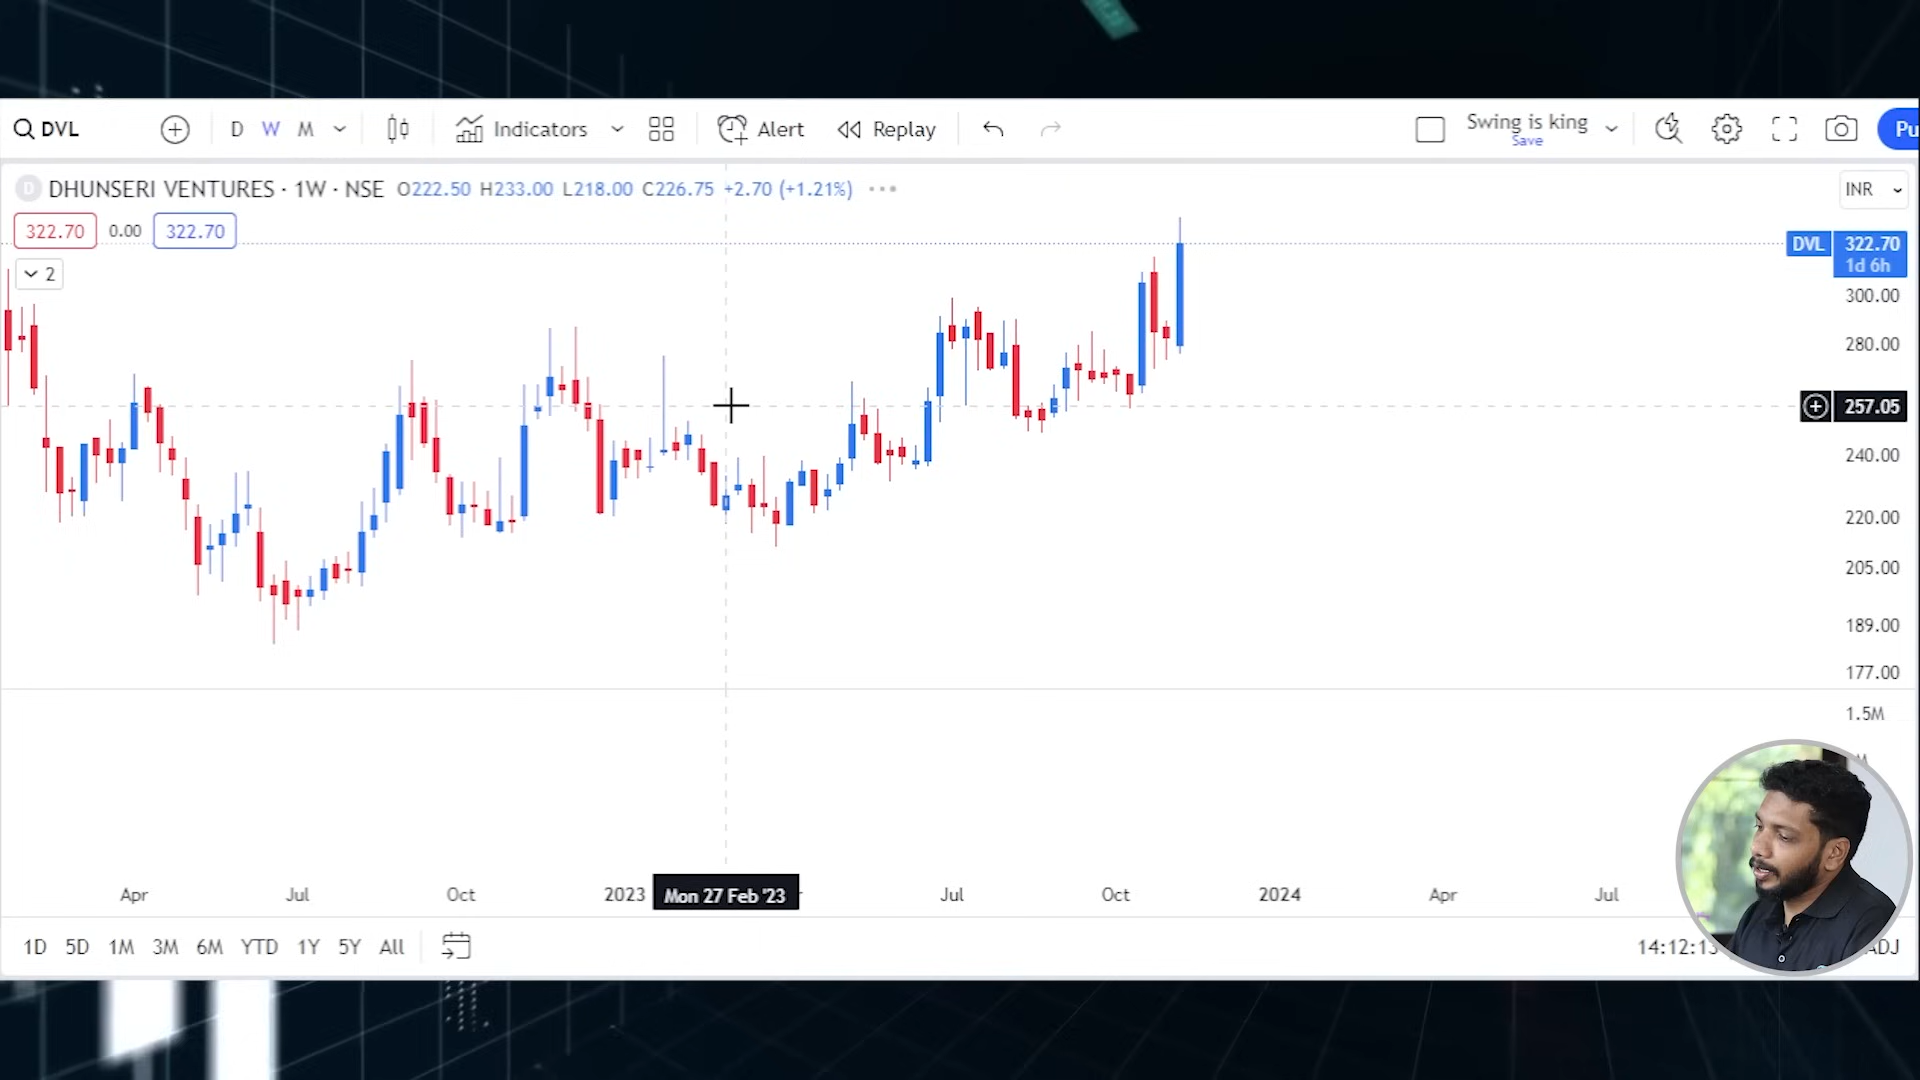 DVL
D W M
Indicators
Alert
Replay
Swing is king
Save
Pu
D DHUNSERI VENTURES · 1W · NSE O222.50 H233.00 L218.00 C226.75 +2.70 (+1.21%)
INR
322.70 0.00 322.70
2
DVL 322.70
1d 6h
300.00
280.00
257.05
240.00
220.00
205.00
189.00
177.00
1.5M
M
Apr Jul Oct 2023 Mon 27 Feb '23 Jul Oct 2024 Apr Jul
1D 5D 1M 3M 6M YTD 1Y 5Y All
14:12:13 ADJ